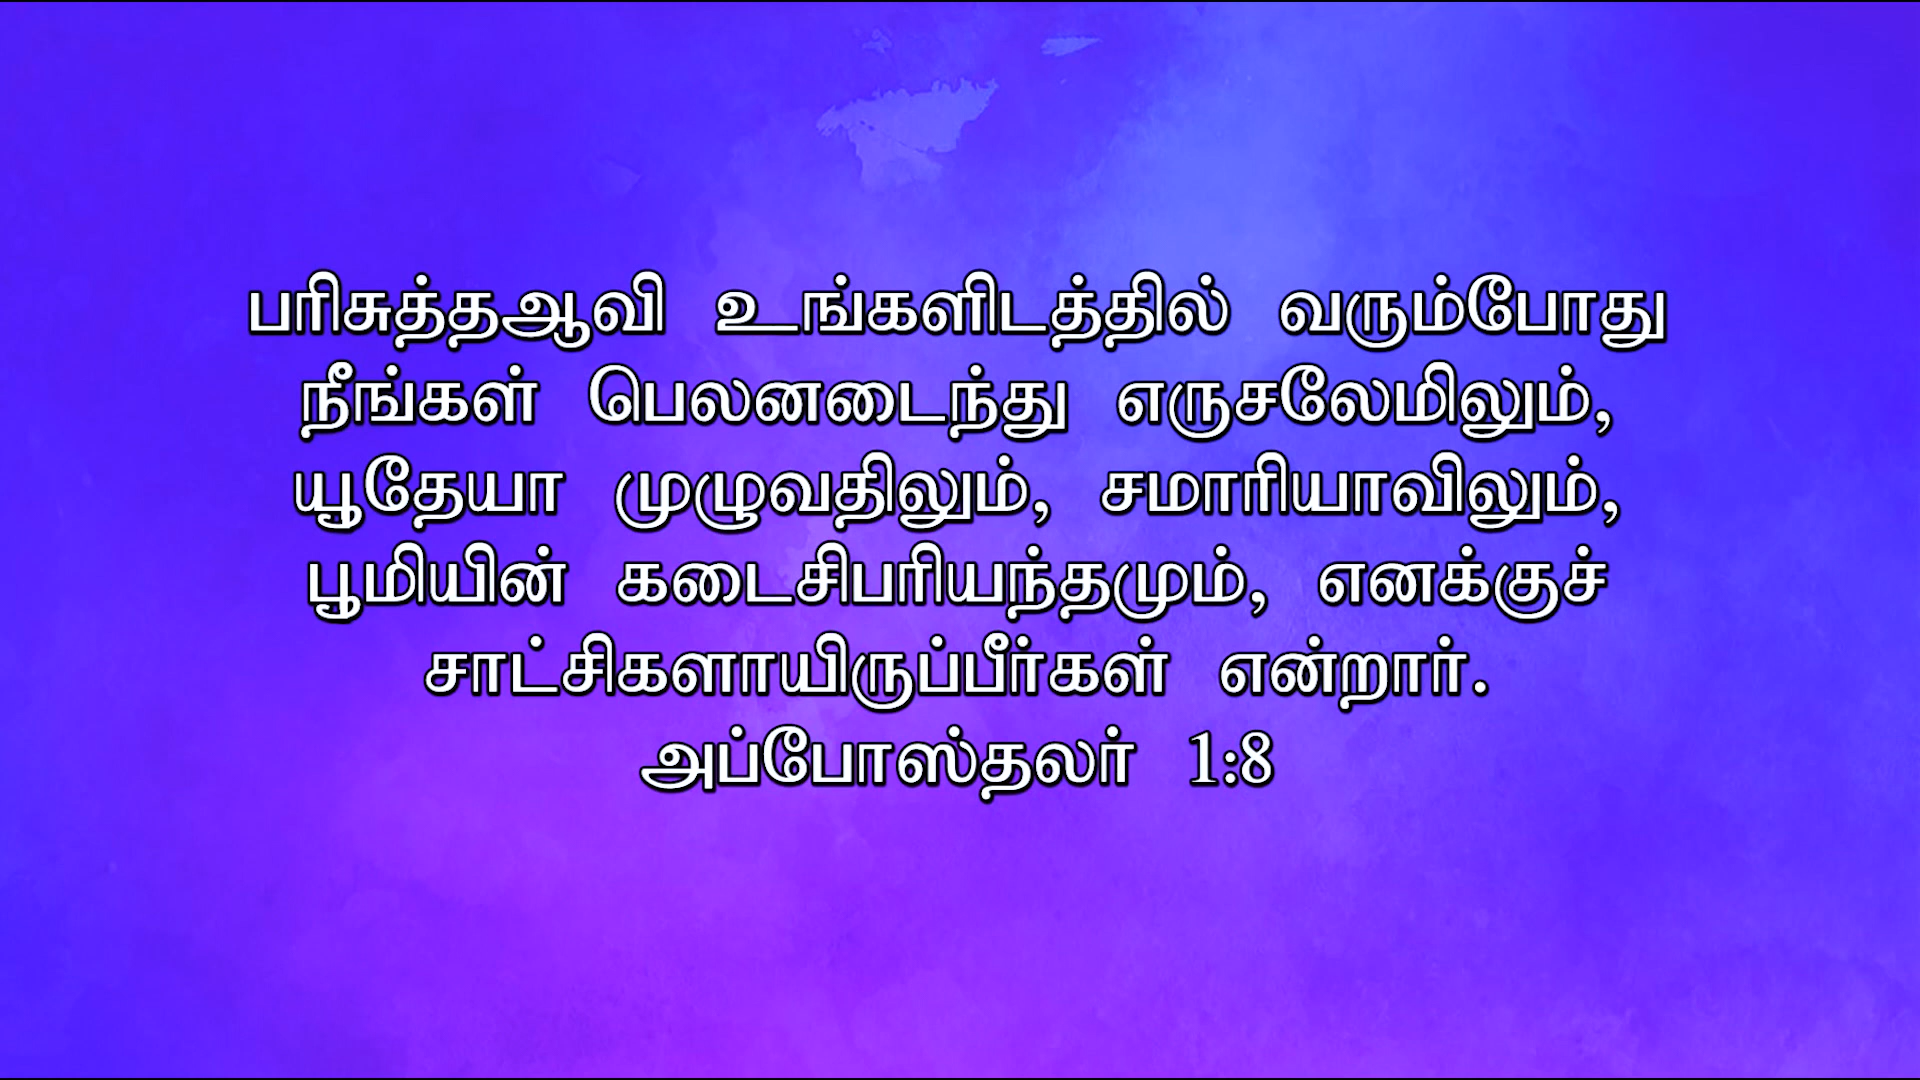 பரிசுத்தஆவி உங்களிடத்தில் வரும்போது
நீங்கள் பெலனடைந்து எருசலேமிலும்,
யூதேயா முழுவதிலும், சமாரியாவிலும்,
பூமியின் கடைசிபரியந்தமும், எனக்குச்
சாட்சிகளாயிருப்பீர்கள் என்றார்.
அப்போஸ்தலர் 1:8